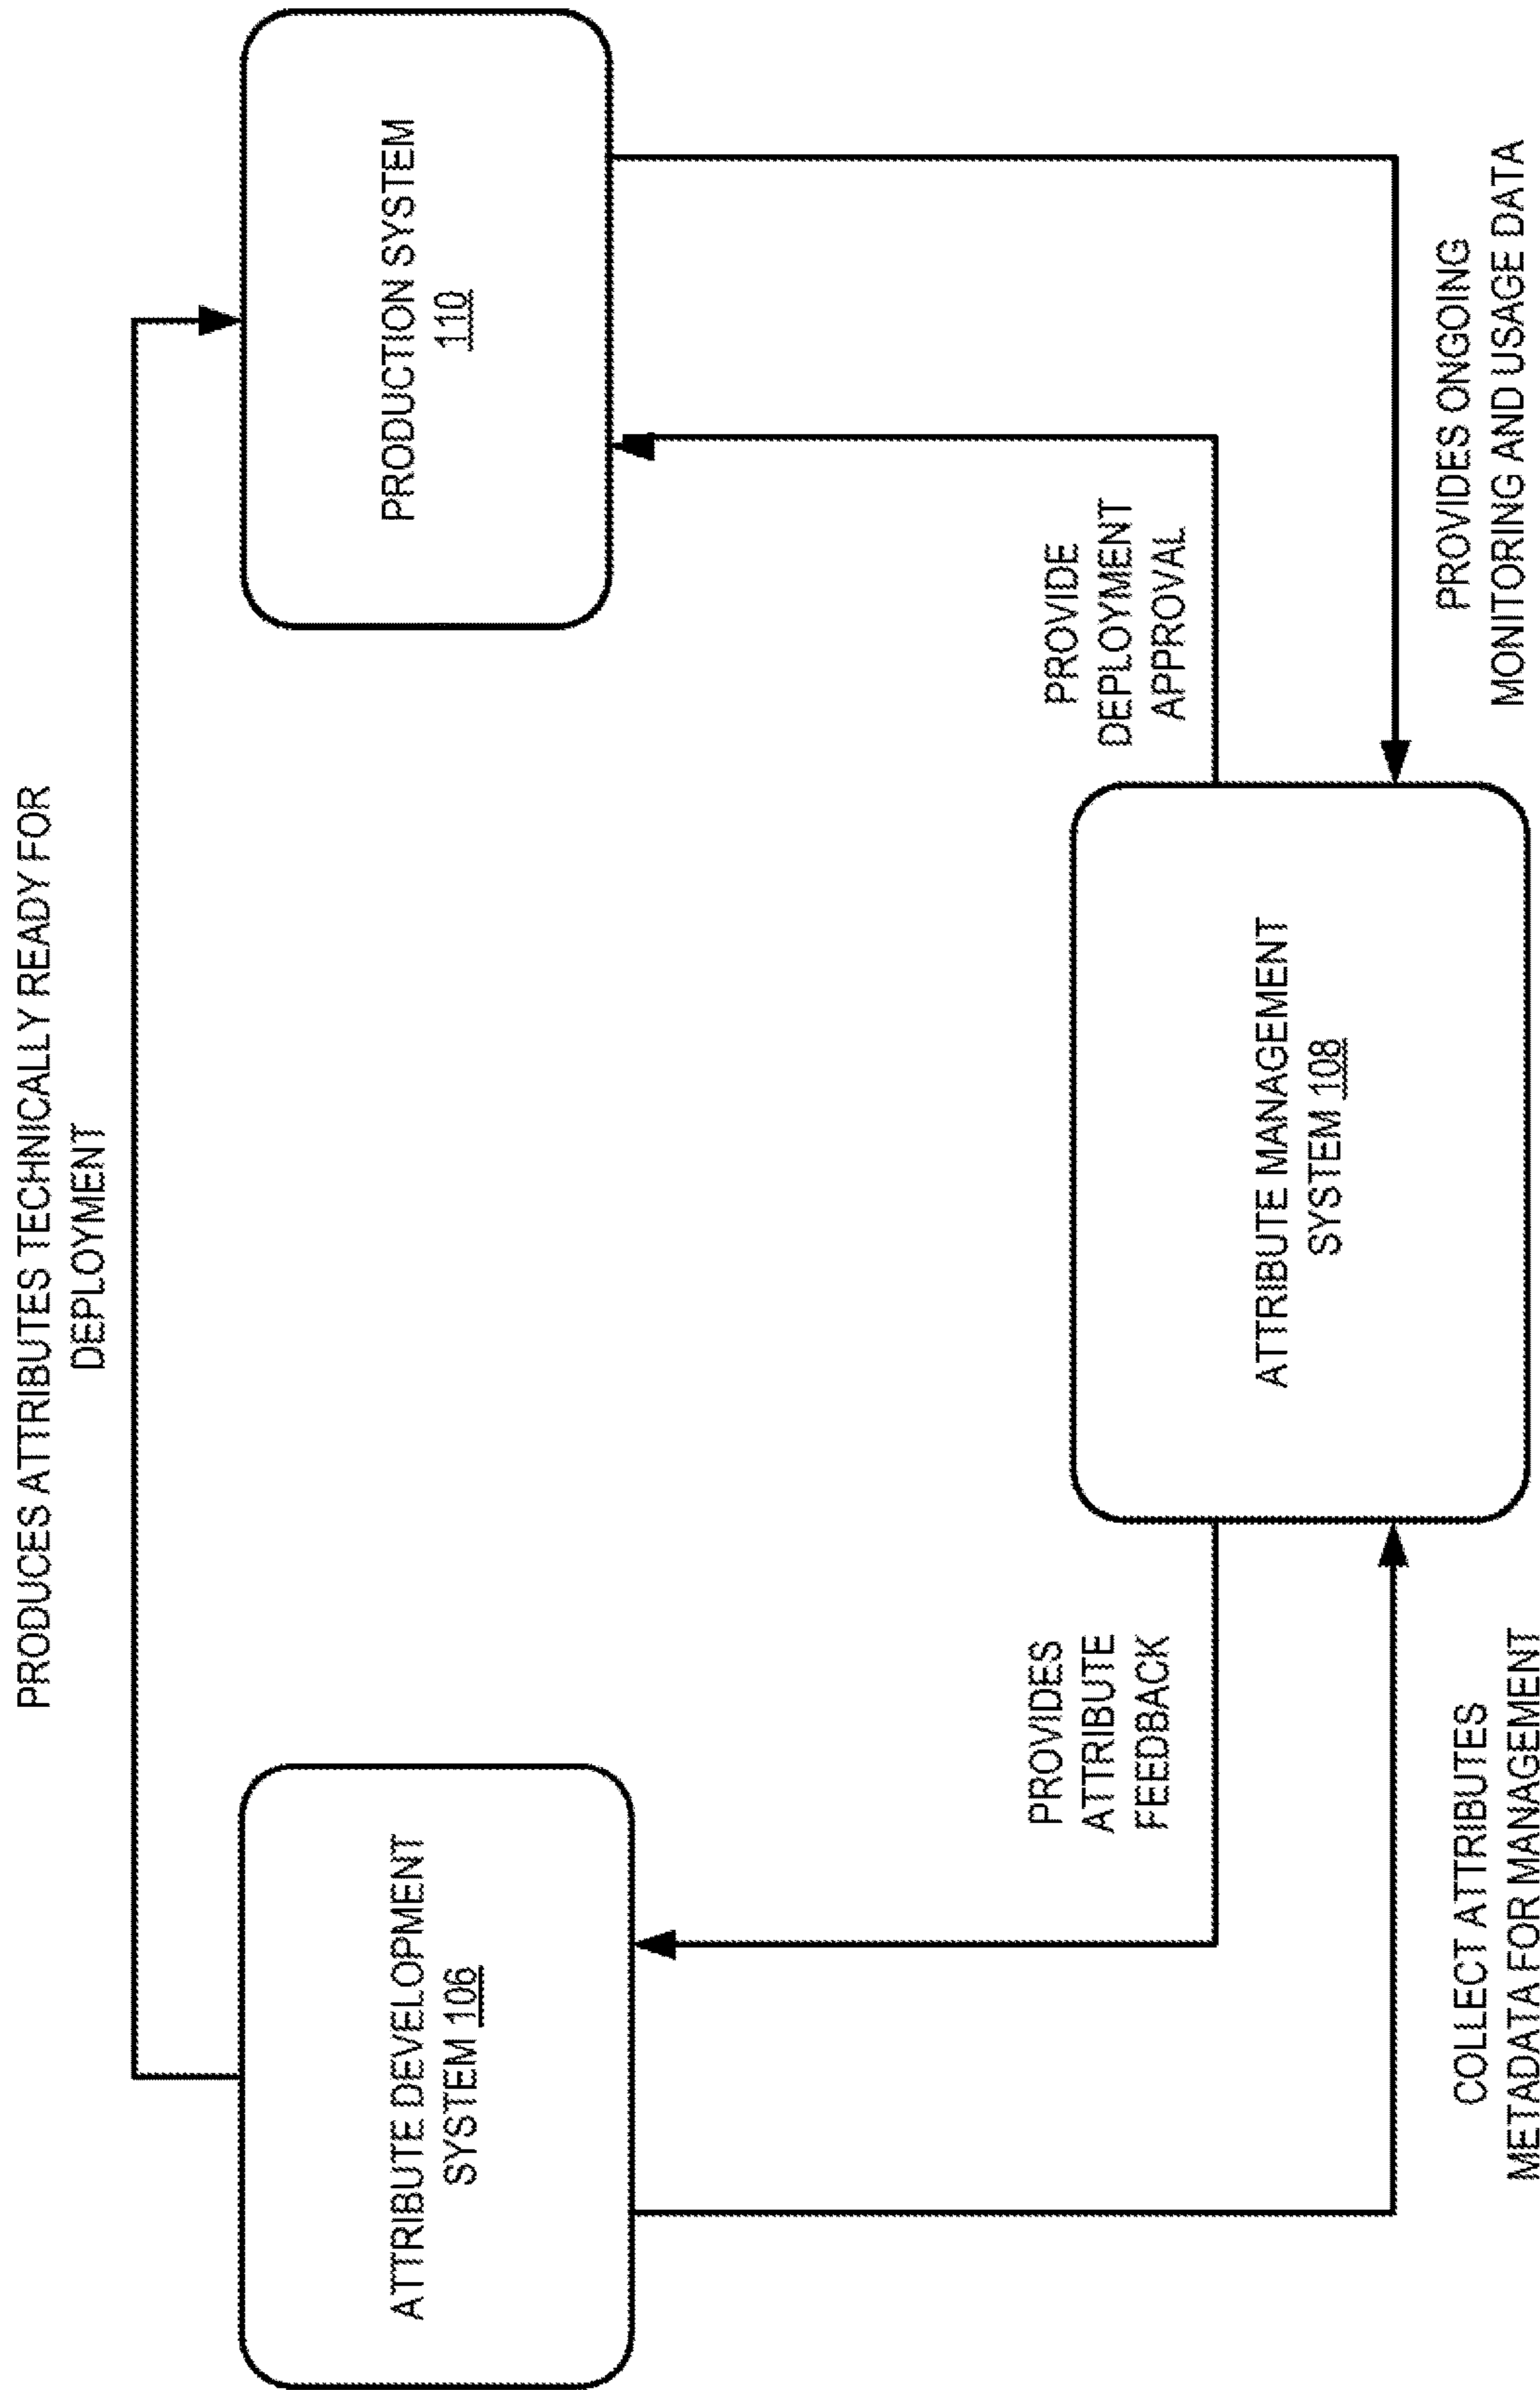 PRODUCES ATTRIBUTES TECHNICALLY READY FOR
DEPLOYMENT
ATTRIBUTE DEVELOPMENT
SYSTEM 106
PRODUCTION SYSTEM
110
PROVIDES
ATTRIBUTE
FEEDBACK
PROVIDE
DEPLOYMENT
APPROVAL
ATTRIBUTE MANAGEMENT
SYSTEM 108
COLLECT ATTRIBUTES
METADATA FOR MANAGEMENT
PROVIDES ONGOING
MONITORING AND USAGE DATA